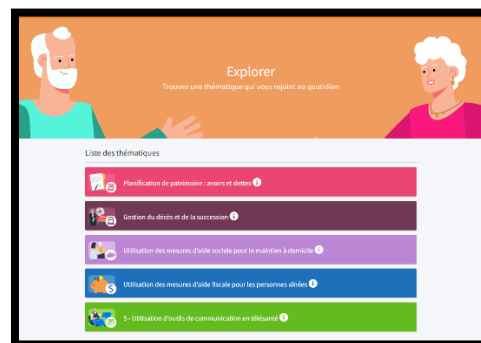 Explorer
Trouvez une thématique qui vous rejoint au quotidien
Liste des thématiques
Planification de patrimoine : avoirs et dettes
Gestion du décès et de la succession
Utilisation des mesures d'aide sociale pour le maintien à domicile
Utilisation des mesures d'aide fiscale pour les personnes aînées
5 - Utilisation d'outils de communication en télésanté